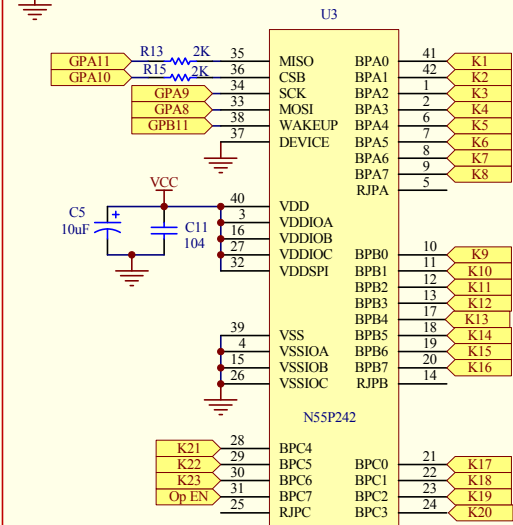 U3
GPA11 R13 2K 35 MISO BPA0 41 K1
GPA10 R15 2K 36 CSB BPA1 42 K2
GPA9 34 SCK BPA2 1 K3
GPA8 33 MOSI BPA3 2 K4
GPB11 38 WAKEUP BPA4 6 K5
37 DEVICE BPA5 7 K6
BPA6 8 K7
BPA7 9 K8
RJPA 5
VCC
C5 10uF + C11 104
40 VDD
3 VDDIOA
16 VDDIOB
27 VDDIOC BPB0 10 K9
32 VDDSPI BPB1 11 K10
BPB2 12 K11
BPB3 13 K12
BPB4 17 K13
39 VSS BPB5 18 K14
4 VSSIOA BPB6 19 K15
15 VSSIOB BPB7 20 K16
26 VSSIOC RJPB 14
N55P242
K21 28 BPC4
K22 29 BPC5 BPC0 21 K17
K23 30 BPC6 BPC1 22 K18
Op EN 31 BPC7 BPC2 23 K19
25 RJPC BPC3 24 K20